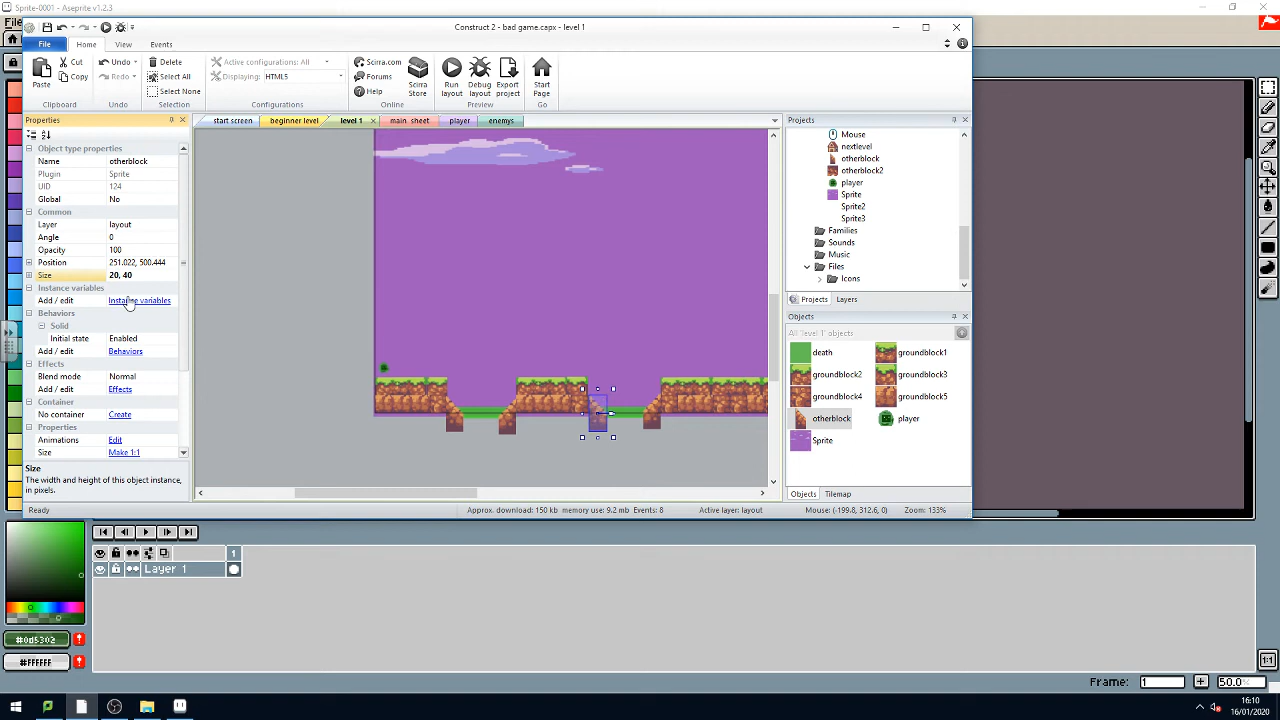 Sprite-0001 - Aseprite v1.2.3
Construct 2 - bad game.capx - level 1
File
Home
View
Events
Paste
Cut
Copy
Clipboard
Undo
Redo
Undo
Delete
Select All
Select None
Selection
Active configurations: All
Displaying: HTML5
Configurations
Scirra.com
Forums
Help
Scirra Store
Online
Run layout
Debug layout
Export project
Preview
Start Page
Go
Properties
Object type properties
Name otherblock
Plugin Sprite
UID 124
Global No
Common
Layer layout
Angle 0
Opacity 100
Position 251.022, 500.444
Size 20, 40
Instance variables
Add / edit Instance variables
Behaviors
Solid
Initial state Enabled
Add / edit Behaviors
Effects
Blend mode Normal
Add / edit Effects
Container
No container Create
Properties
Animations Edit
Size Make 1:1
Size
The width and height of this object instance,
in pixels.
start screen
beginner level
level 1
main sheet
player
enemys
Projects
Mouse
nextlevel
otherblock
otherblock2
player
Sprite
Sprite2
Sprite3
Families
Sounds
Music
Files
Icons
Projects
Layers
Objects
All 'level 1' objects
death
groundblock1
groundblock2
groundblock3
groundblock4
groundblock5
otherblock
player
Sprite
Objects
Tilemap
Ready
Approx. download: 150 kb
memory use: 9.2 mb
Events: 8
Active layer: layout
Mouse: (-199.8, 312.6, 0)
Zoom: 133%
1
Layer 1
#0d5302
#FFFFFF
1:1
Frame: 1
50.0%
16:10
16/01/2020